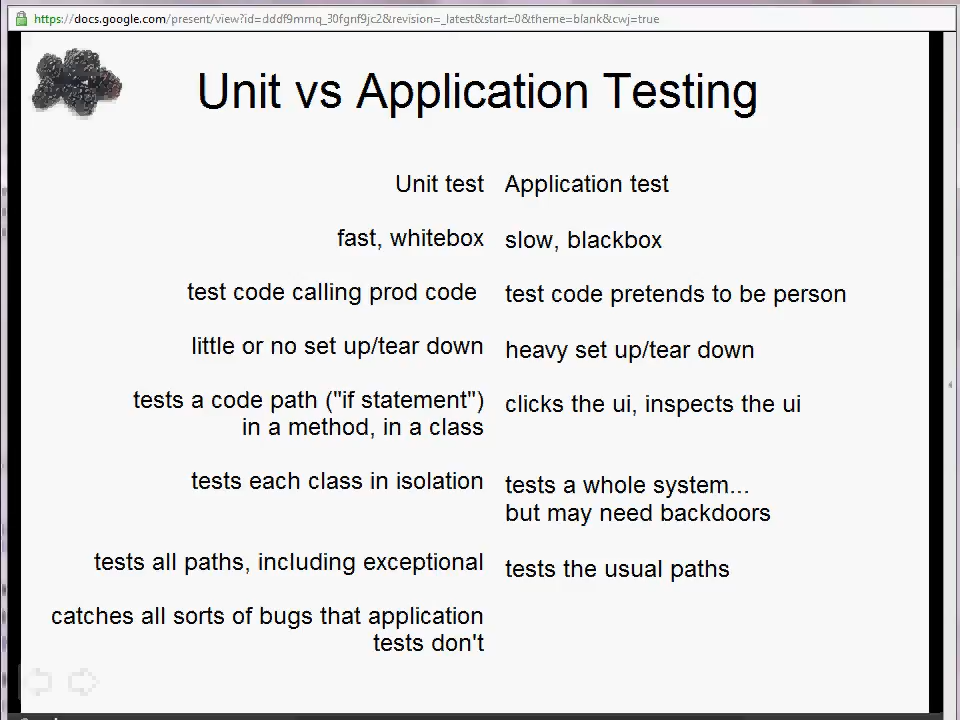 https://docs.google.com/present/view?id=dddf9mmq_30fgnf9jc2&revision=_latest&start=0&theme=blank&cwj=true
Unit vs Application Testing
Unit test Application test
fast, whitebox slow, blackbox
test code calling prod code test code pretends to be person
little or no set up/tear down heavy set up/tear down
tests a code path ("if statement") clicks the ui, inspects the ui
in a method, in a class
tests each class in isolation tests a whole system...
but may need backdoors
tests all paths, including exceptional tests the usual paths
catches all sorts of bugs that application
tests don't